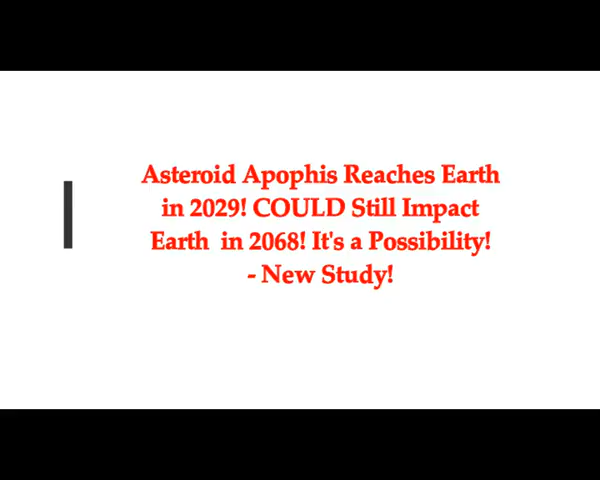 Asteroid Apophis Reaches Earth
in 2029! COULD Still Impact
Earth in 2068! It's a Possibility!
- New Study!